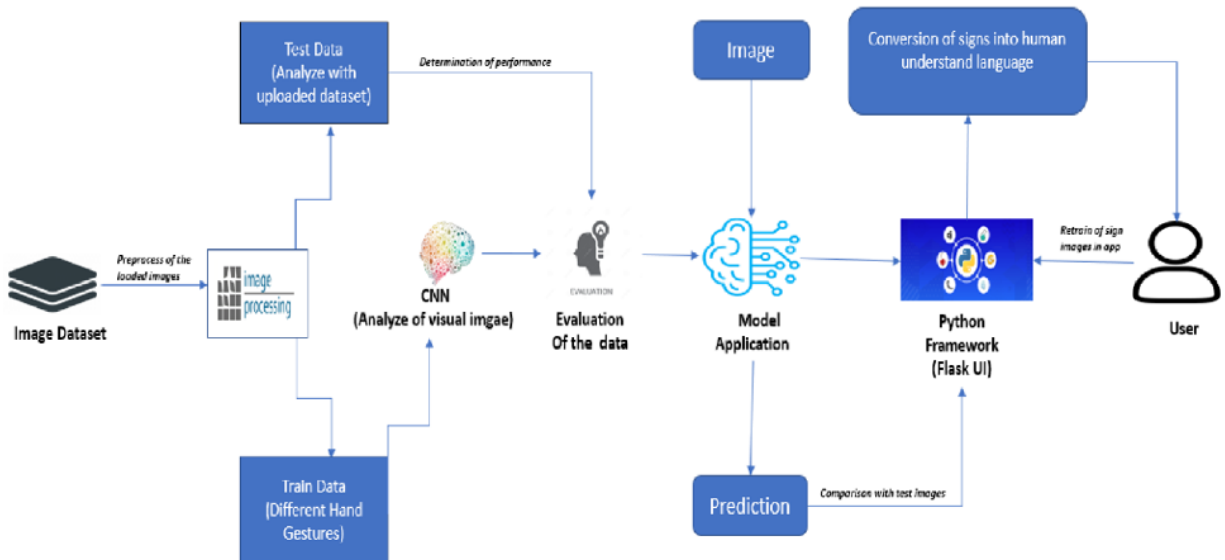 Test Data
(Analyze with
uploaded dataset)
Determination of performance
Image
Conversion of signs into human
understand language
Preprocess of the
loaded images
image
processing
Image Dataset
CNN
(Analyze of visual imgae)
EVALUATION
Evaluation
Of the data
Model
Application
Python
Framework
(Flask UI)
Retrain of sign
images in app
User
Train Data
(Different Hand
Gestures)
Prediction
Comparison with test images